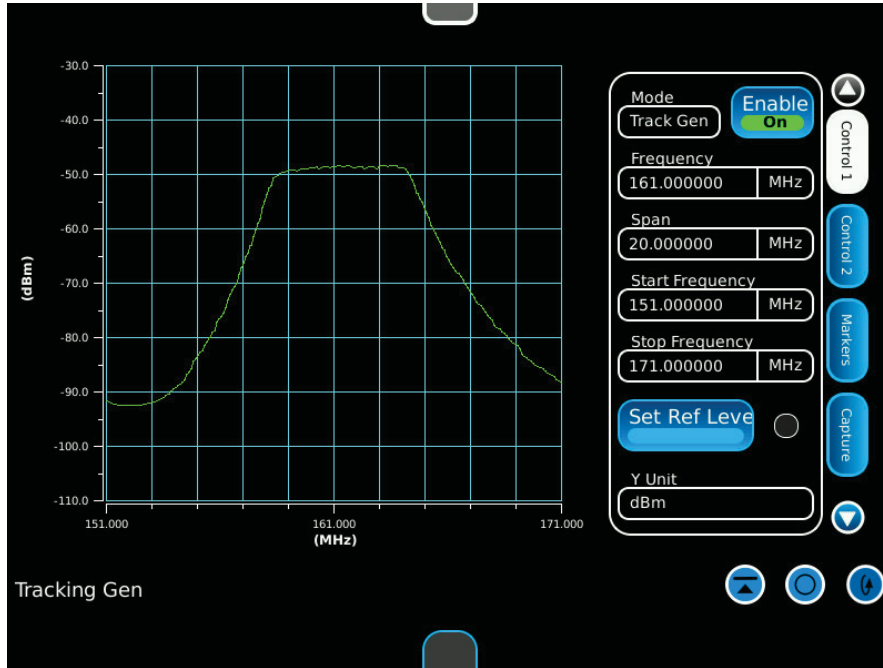 -30.0
-40.0
-50.0
-60.0
-70.0
-80.0
-90.0
-100.0
-110.0
(dBm)
151.000
161.000
171.000
(MHz)
Mode
Track Gen
Enable
On
Frequency
161.000000 MHz
Span
20.000000 MHz
Start Frequency
151.000000 MHz
Stop Frequency
171.000000 MHz
Set Ref Leve
Y Unit
dBm
Control 1
Control 2
Markers
Capture
Tracking Gen